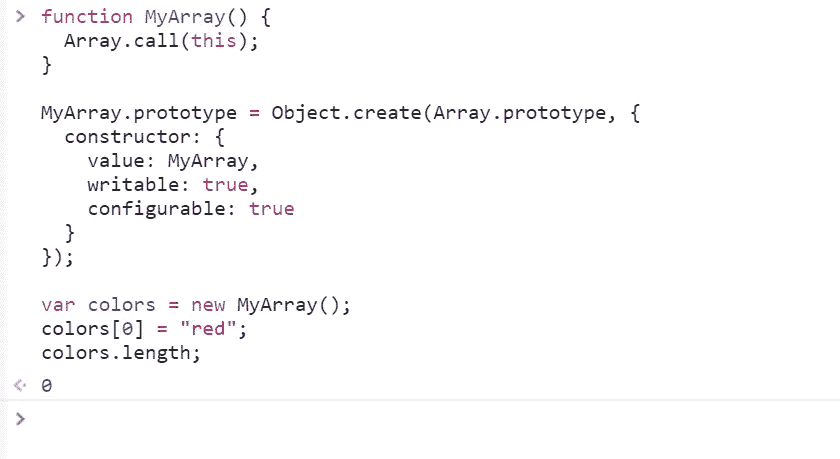 > function MyArray() {
  Array.call(this);
}

MyArray.prototype = Object.create(Array.prototype, {
  constructor: {
    value: MyArray,
    writable: true,
    configurable: true
  }
});

var colors = new MyArray();
colors[0] = "red";
colors.length;
0
>